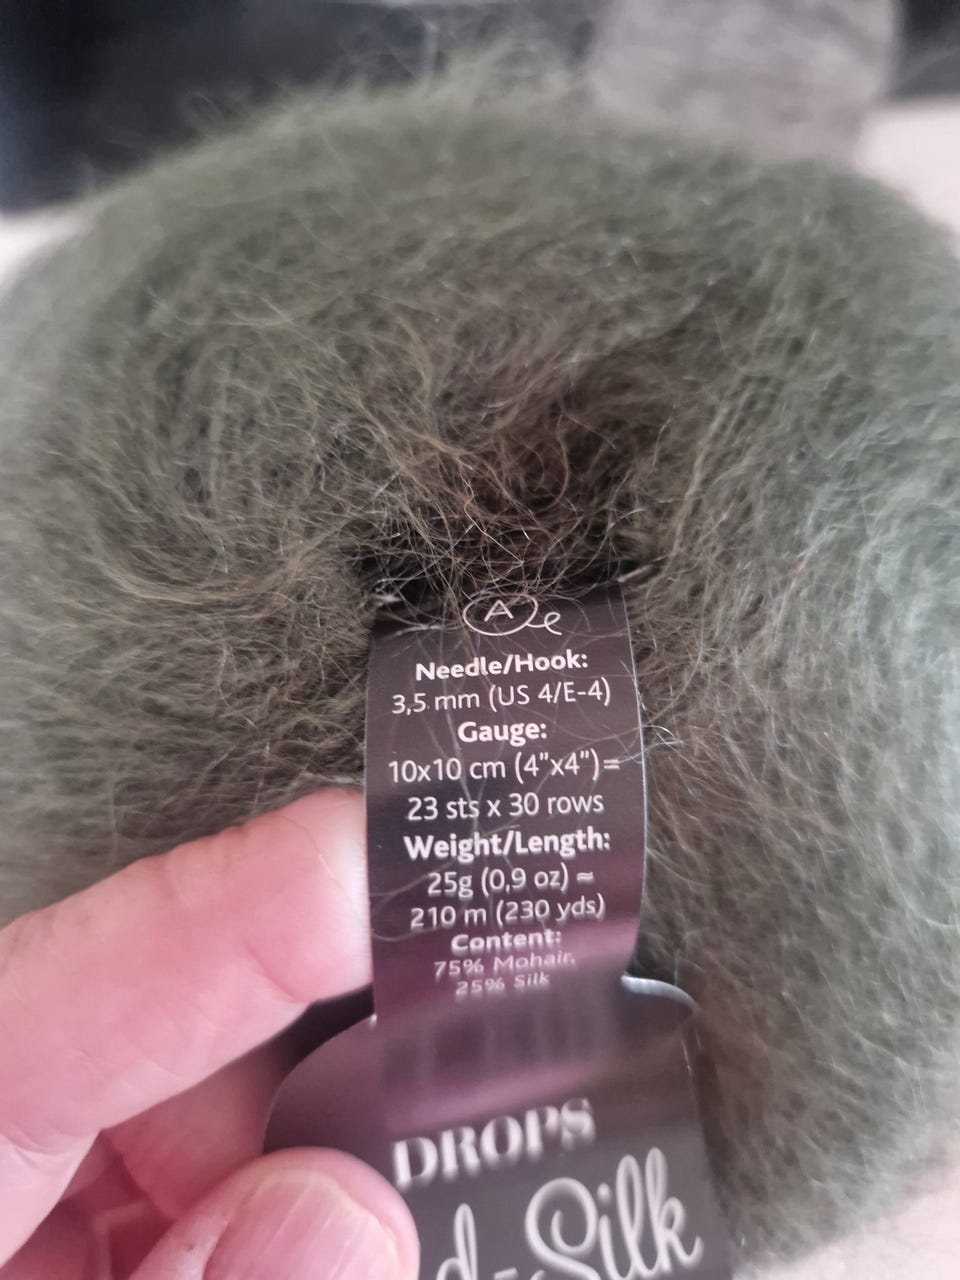 A
Needle/Hook:
3,5 mm (US 4/E-4)
Gauge:
10x10 cm (4"x4")=
23 sts x 30 rows
Weight/Length:
25g (0,9 oz) ≈
210 m (230 yds)
Content:
75% Mohair,
25% Silk
DROPS
d-Silk